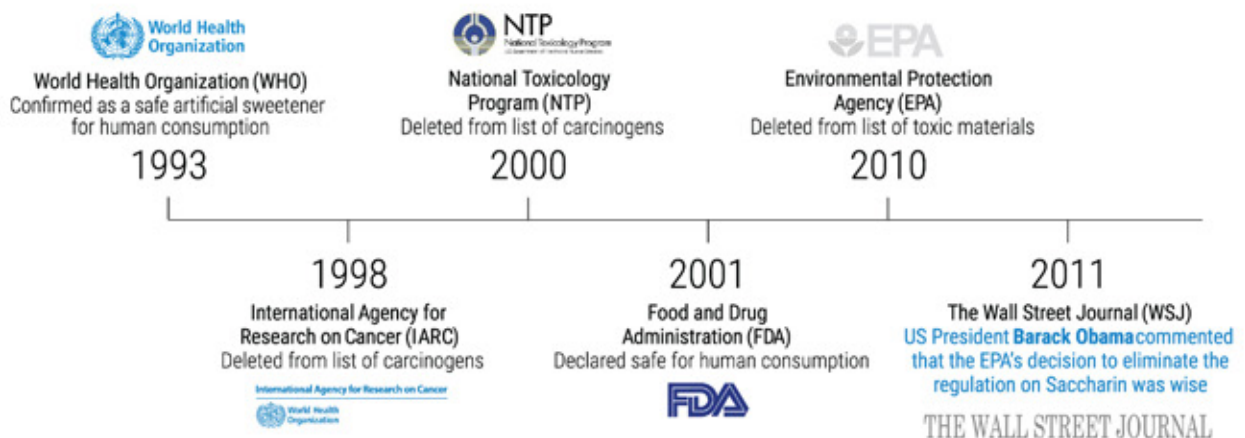 World Health
Organization
World Health Organization (WHO)
Confirmed as a safe artificial sweetener
for human consumption
1993
NTP
National Toxicology Program
National Toxicology
Program (NTP)
Deleted from list of carcinogens
2000
EPA
Environmental Protection
Agency (EPA)
Deleted from list of toxic materials
2010
1998
International Agency for
Research on Cancer (IARC)
Deleted from list of carcinogens
International Agency for Research on Cancer
World Health
Organization
2001
Food and Drug
Administration (FDA)
Declared safe for human consumption
FDA
2011
The Wall Street Journal (WSJ)
US President Barack Obama commented
that the EPA's decision to eliminate the
regulation on Saccharin was wise
THE WALL STREET JOURNAL